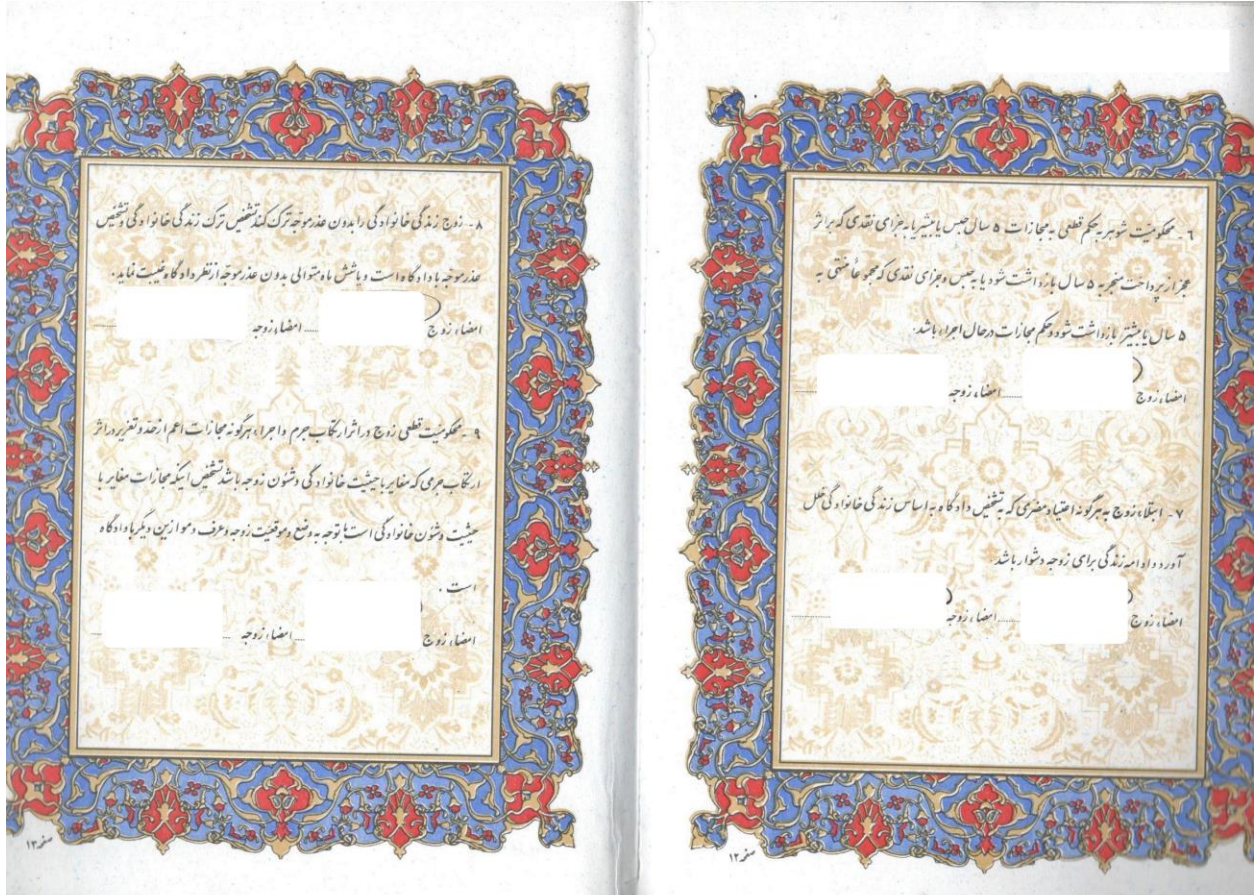 ۶ - محکومیت شوهر به حکم قطعی به مجازات ۵ سال حبس یا بیشتر یا به جزای نقدی که بر اثر
عجز از پرداخت منجر به ۵ سال بازداشت شود یا به حبس و جزای نقدی که مجموعاً منتهی به
۵ سال یا بیشتر بازداشت شود و حکم مجازات در حال اجراء باشد.
امضاء زوج امضاء زوجه
۷ - ابتلاء زوج به هرگونه اعتیاد مضری که به تشخیص دادگاه به اساس زندگی خانوادگی خلل
آورد و ادامه زندگی برای زوجه دشوار باشد
امضاء زوج امضاء زوجه
صفحه ۱۲
۸ - زوج زندگی خانوادگی را بدون عذر موجه ترک کند تشخیص ترک زندگی خانوادگی و تشخیص
عذر موجه با دادگاه است و یا شش ماه متوالی بدون عذر موجه از نظر دادگاه غیبت نماید.
امضاء زوج امضاء زوجه
۹ - محکومیت قطعی زوج در اثر ارتکاب جرم و اجراء هرگونه مجازات اعم از حد و تعزیر در اثر
ارتکاب جرمی که مغایر با حیثیت خانوادگی و شئون زوجه باشد تشخیص اینکه مجازات مغایر با
حیثیت و شئون خانوادگی است با توجه به وضع و موقعیت زوجه و عرف و موازین دیگر با دادگاه
است.
امضاء زوج امضاء زوجه
صفحه ۱۳